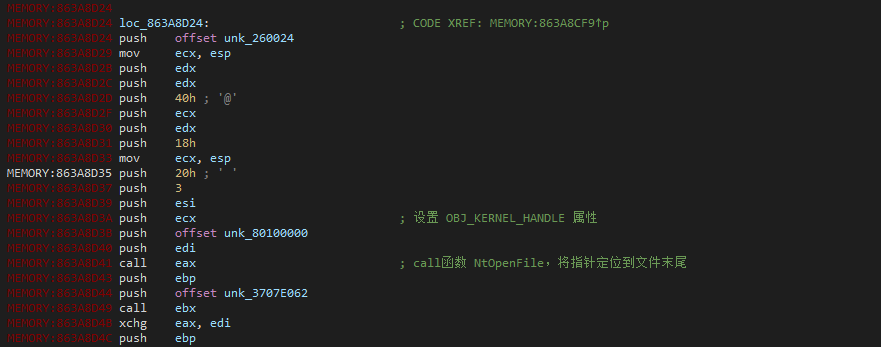 MEMORY:863A8D24
MEMORY:863A8D24 loc_863A8D24: ; CODE XREF: MEMORY:863A8CF9↑p
MEMORY:863A8D24 push offset unk_260024
MEMORY:863A8D29 mov ecx, esp
MEMORY:863A8D2B push edx
MEMORY:863A8D2C push edx
MEMORY:863A8D2D push 40h ; '@'
MEMORY:863A8D2F push ecx
MEMORY:863A8D30 push edx
MEMORY:863A8D31 push 18h
MEMORY:863A8D33 mov ecx, esp
MEMORY:863A8D35 push 20h ; ' '
MEMORY:863A8D37 push 3
MEMORY:863A8D39 push esi
MEMORY:863A8D3A push ecx ; 设置 OBJ_KERNEL_HANDLE 属性
MEMORY:863A8D3B push offset unk_80100000
MEMORY:863A8D40 push edi
MEMORY:863A8D41 call eax ; call函数 NtOpenFile，将指针定位到文件末尾
MEMORY:863A8D43 push ebp
MEMORY:863A8D44 push offset unk_3707E062
MEMORY:863A8D49 call ebx
MEMORY:863A8D4B xchg eax, edi
MEMORY:863A8D4C push ebp